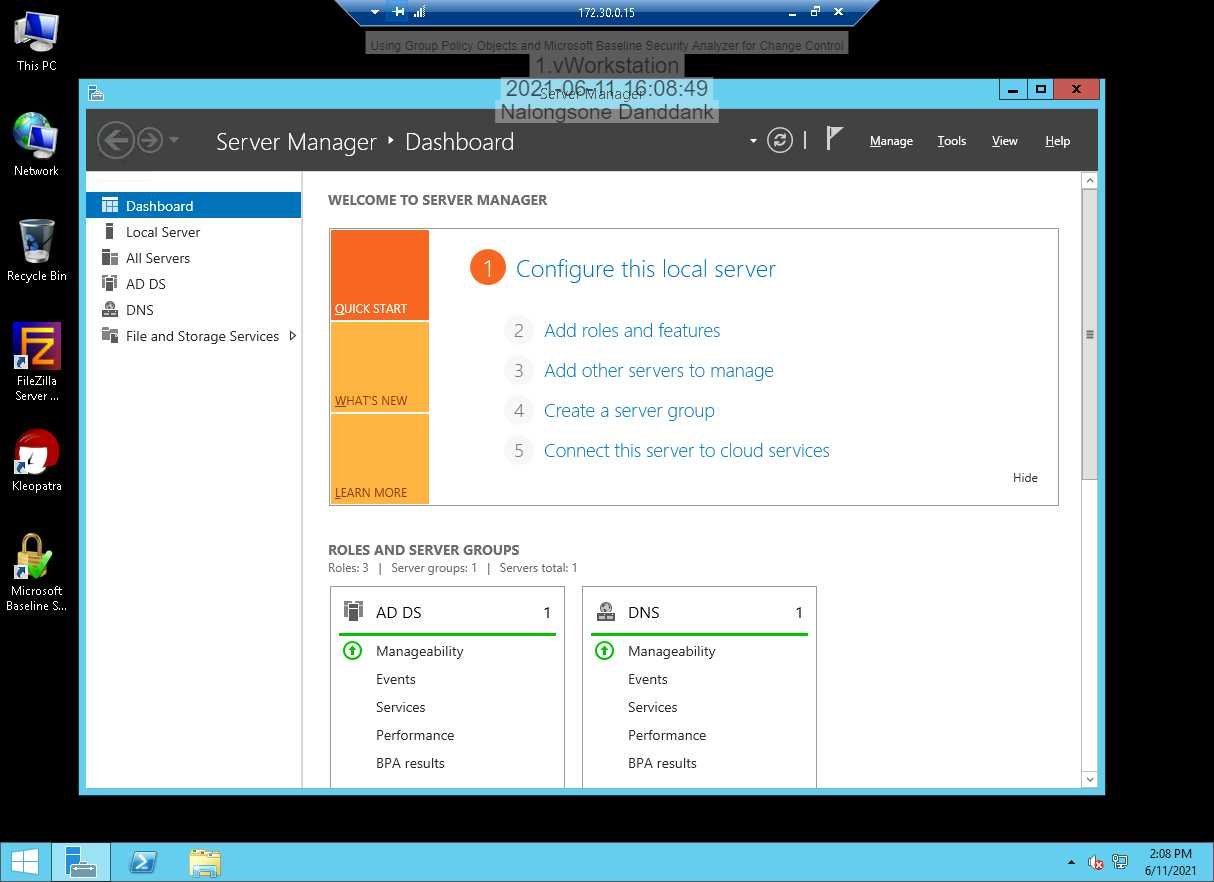 172.30.0.15
Using Group Policy Objects and Microsoft Baseline Security Analyzer for Change Control
1.vWorkstation
2021-06-11 16:08:49
Server Manager
Nalongsone Danddank
This PC
Network
Recycle Bin
FileZilla
Server ...
Kleopatra
Microsoft
Baseline S...
Server Manager Dashboard
Manage Tools View Help
Dashboard
Local Server
All Servers
AD DS
DNS
File and Storage Services
WELCOME TO SERVER MANAGER
QUICK START
WHAT'S NEW
LEARN MORE
1 Configure this local server
2 Add roles and features
3 Add other servers to manage
4 Create a server group
5 Connect this server to cloud services
Hide
ROLES AND SERVER GROUPS
Roles: 3 | Server groups: 1 | Servers total: 1
AD DS 1
Manageability
Events
Services
Performance
BPA results
DNS 1
Manageability
Events
Services
Performance
BPA results
2:08 PM
6/11/2021